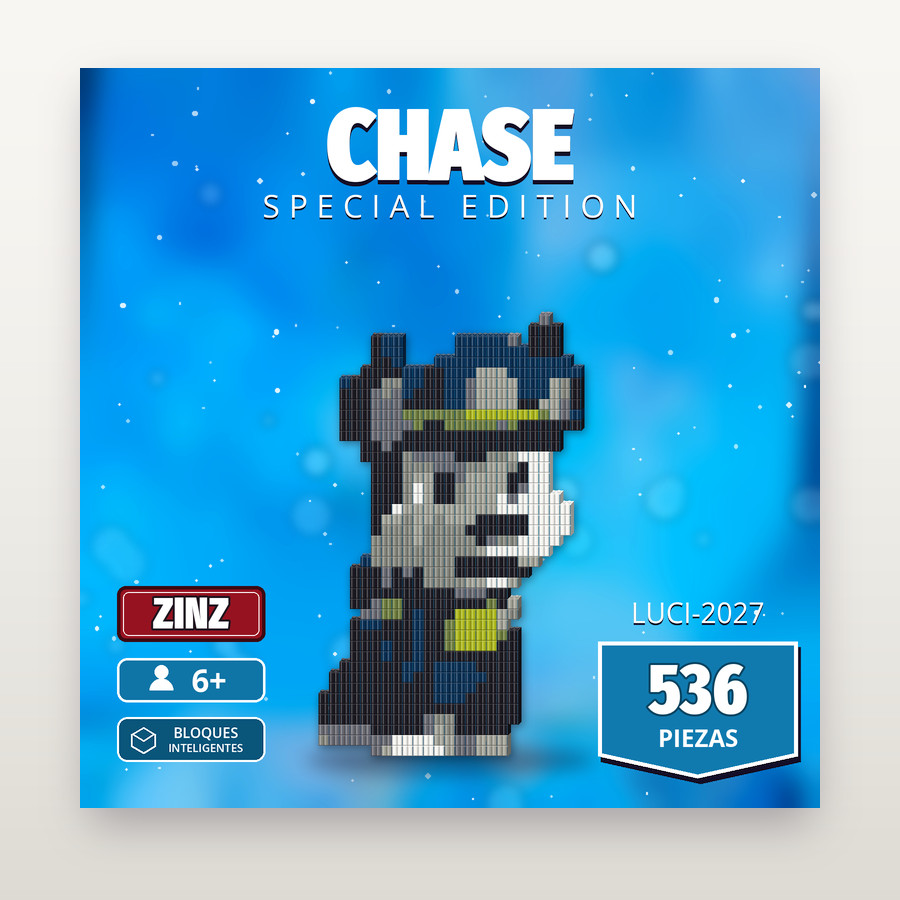 CHASE
SPECIAL EDITION
ZINZ
6+
BLOQUES
INTELIGENTES
LUCI-2027
536
PIEZAS